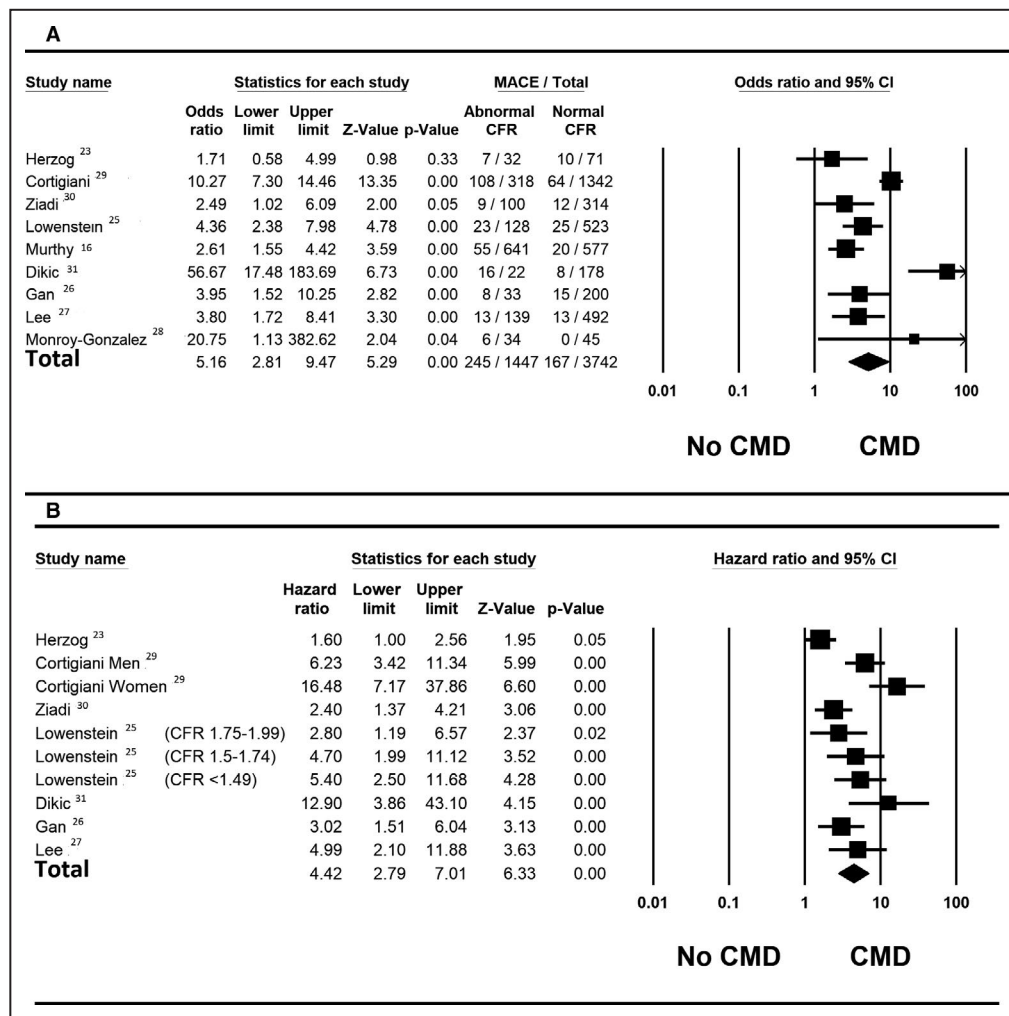 A
Study name Statistics for each study MACE / Total Odds ratio and 95% CI
Odds Lower Upper Abnormal Normal
ratio limit limit Z-Value p-Value CFR CFR
Herzog 23 1.71 0.58 4.99 0.98 0.33 7 / 32 10 / 71
Cortigiani 29 10.27 7.30 14.46 13.35 0.00 108 / 318 64 / 1342
Ziadi 30 2.49 1.02 6.09 2.00 0.05 9 / 100 12 / 314
Lowenstein 25 4.36 2.38 7.98 4.78 0.00 23 / 128 25 / 523
Murthy 16 2.61 1.55 4.42 3.59 0.00 55 / 641 20 / 577
Dikic 31 56.67 17.48 183.69 6.73 0.00 16 / 22 8 / 178
Gan 26 3.95 1.52 10.25 2.82 0.00 8 / 33 15 / 200
Lee 27 3.80 1.72 8.41 3.30 0.00 13 / 139 13 / 492
Monroy-Gonzalez 28 20.75 1.13 382.62 2.04 0.04 6 / 34 0 / 45
Total 5.16 2.81 9.47 5.29 0.00 245 / 1447 167 / 3742
0.01 0.1 1 10 100
No CMD CMD
B
Study name Statistics for each study Hazard ratio and 95% CI
Hazard Lower Upper
ratio limit limit Z-Value p-Value
Herzog 23 1.60 1.00 2.56 1.95 0.05
Cortigiani Men 29 6.23 3.42 11.34 5.99 0.00
Cortigiani Women 29 16.48 7.17 37.86 6.60 0.00
Ziadi 30 2.40 1.37 4.21 3.06 0.00
Lowenstein 25 (CFR 1.75-1.99) 2.80 1.19 6.57 2.37 0.02
Lowenstein 25 (CFR 1.5-1.74) 4.70 1.99 11.12 3.52 0.00
Lowenstein 25 (CFR <1.49) 5.40 2.50 11.68 4.28 0.00
Dikic 31 12.90 3.86 43.10 4.15 0.00
Gan 26 3.02 1.51 6.04 3.13 0.00
Lee 27 4.99 2.10 11.88 3.63 0.00
Total 4.42 2.79 7.01 6.33 0.00
0.01 0.1 1 10 100
No CMD CMD